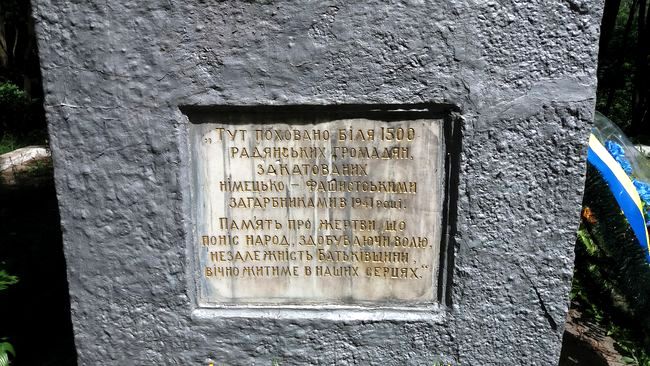 „Тут поховано біля 1500
радянських громадян,
закатованих
німецько – фашистськими
загарбниками в 1941 році.
Пам'ять про жертви, що
поніс народ, здобуваючи волю,
незалежність Батьківщини,
вічно житиме в наших серцях."